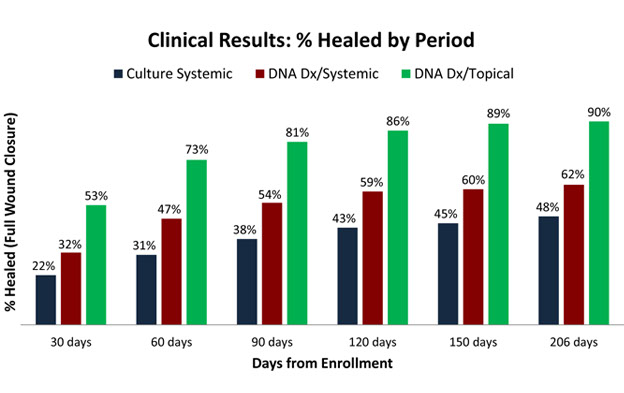 Clinical Results: % Healed by Period
Culture Systemic DNA Dx/Systemic DNA Dx/Topical
% Healed (Full Wound Closure)
22% 32% 53%
31% 47% 73%
38% 54% 81%
43% 59% 86%
45% 60% 89%
48% 62% 90%
30 days 60 days 90 days 120 days 150 days 206 days
Days from Enrollment